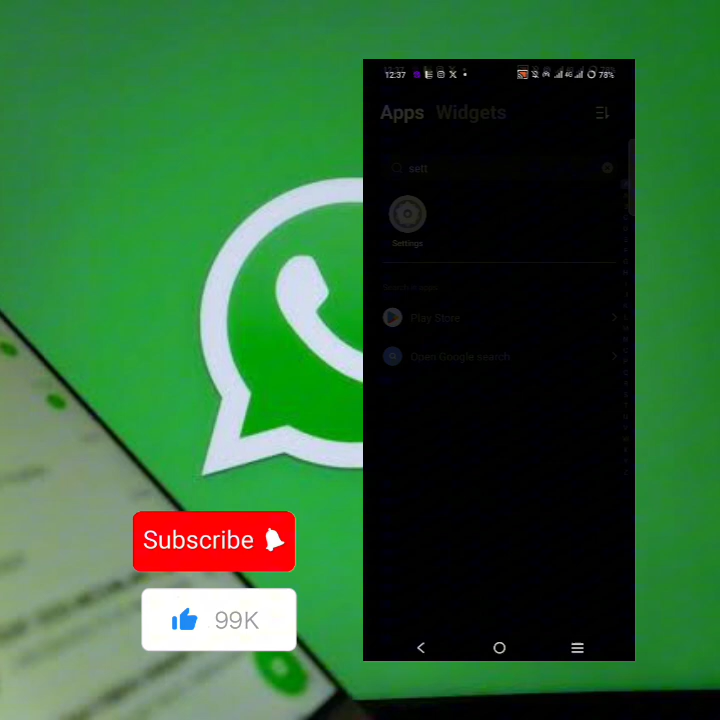 12:37
78%
Apps Widgets
sett
Settings
Play Store
Open Google search
Subscribe
99K